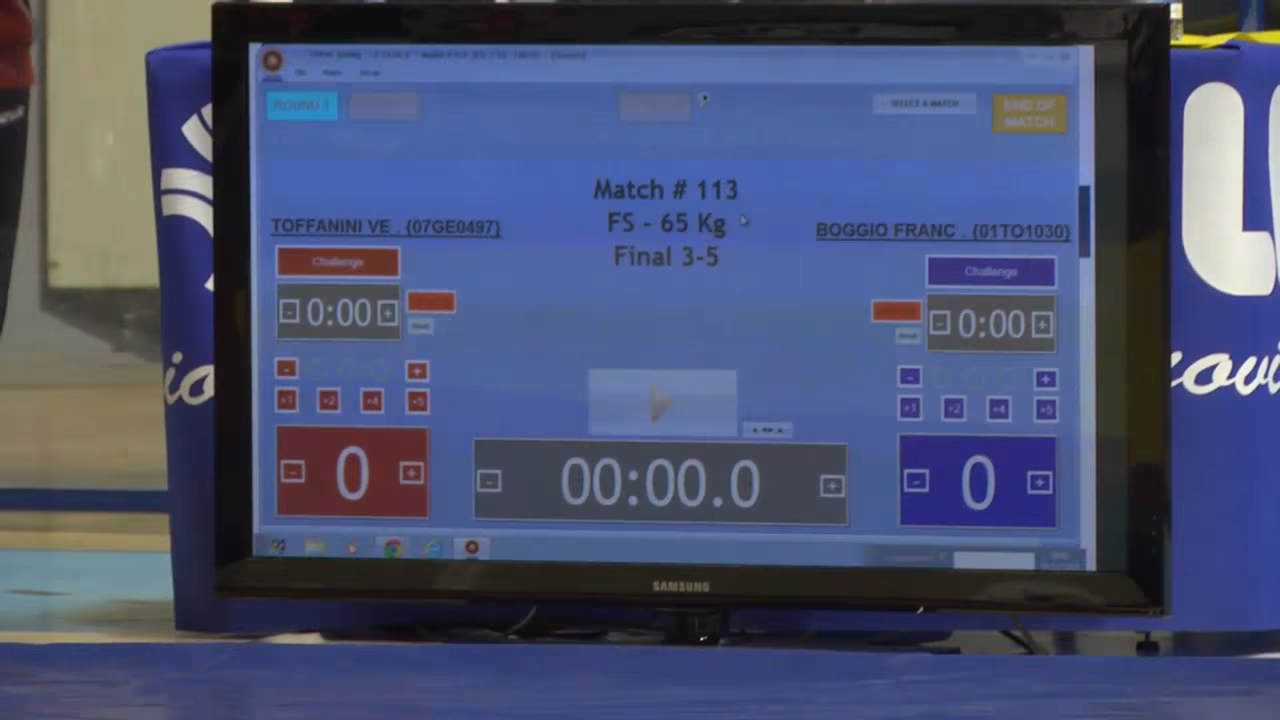 ROUND 1
SELECT A MATCH
END OF
MATCH
Match # 113
FS - 65 Kg
Final 3-5
TOFFANINI VE . {07GE0497}
BOGGIO FRANC . {01TO1030}
Challenge
Challenge
- 0:00 +
- 0:00 +
Reset
Reset
- +
- +
+1 +2 +4 +5
+1 +2 +4 +5
- 0 +
- 00:00.0 +
- 0 +
SAMSUNG